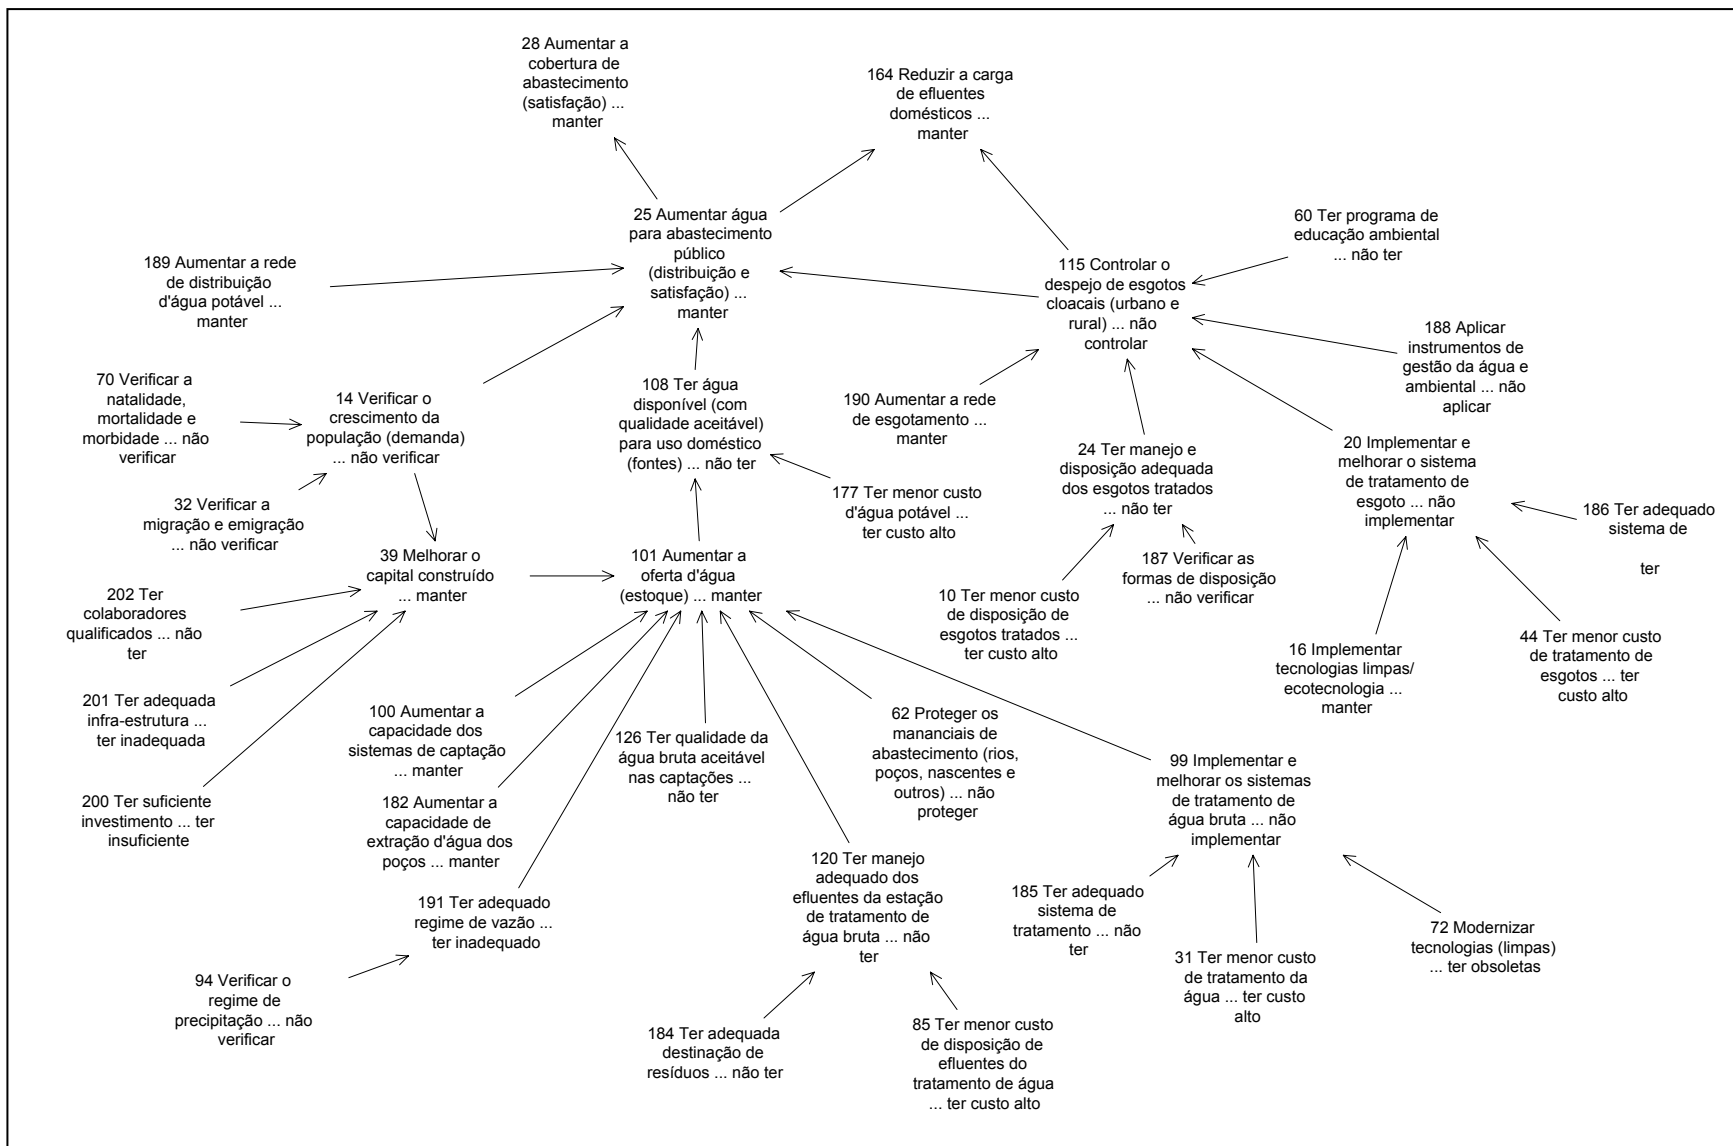 28 Aumentar a
cobertura de
abastecimento
(satisfação) ...
manter
164 Reduzir a carga
de efluentes
domésticos ...
manter
25 Aumentar água
para abastecimento
público
(distribuição e
satisfação) ...
manter
60 Ter programa de
educação ambiental
... não ter
189 Aumentar a rede
de distribuição
d'água potável ...
manter
115 Controlar o
despejo de esgotos
cloacais (urbano e
rural) ... não
controlar
188 Aplicar
instrumentos de
gestão da água e
ambiental ... não
aplicar
70 Verificar a
natalidade,
mortalidade e
morbidade ... não
verificar
14 Verificar o
crescimento da
população (demanda)
... não verificar
108 Ter água
disponível (com
qualidade aceitável)
para uso doméstico
(fontes) ... não ter
190 Aumentar a rede
de esgotamento ...
manter
24 Ter manejo e
disposição adequada
dos esgotos tratados
... não ter
20 Implementar e
melhorar o sistema
de tratamento de
esgoto ... não
implementar
32 Verificar a
migração e emigração
... não verificar
177 Ter menor custo
d'água potável ...
ter custo alto
186 Ter adequado
sistema de
ter
39 Melhorar o
capital construído
... manter
101 Aumentar a
oferta d'água
(estoque) ... manter
187 Verificar as
formas de disposição
... não verificar
202 Ter
colaboradores
qualificados ... não
ter
10 Ter menor custo
de disposição de
esgotos tratados ...
ter custo alto
16 Implementar
tecnologias limpas/
ecotecnologia ...
manter
44 Ter menor custo
de tratamento de
esgotos ... ter
custo alto
201 Ter adequada
infra-estrutura ...
ter inadequada
100 Aumentar a
capacidade dos
sistemas de captação
... manter
126 Ter qualidade da
água bruta aceitável
nas captações ...
não ter
62 Proteger os
mananciais de
abastecimento (rios,
poços, nascentes e
outros) ... não
proteger
99 Implementar e
melhorar os sistemas
de tratamento de
água bruta ... não
implementar
200 Ter suficiente
investimento ... ter
insuficiente
182 Aumentar a
capacidade de
extração d'água dos
poços ... manter
120 Ter manejo
adequado dos
efluentes da estação
de tratamento de
água bruta ... não
ter
191 Ter adequado
regime de vazão ...
ter inadequado
185 Ter adequado
sistema de
tratamento ... não
ter
72 Modernizar
tecnologias (limpas)
... ter obsoletas
31 Ter menor custo
de tratamento da
água ... ter custo
alto
94 Verificar o
regime de
precipitação ... não
verificar
184 Ter adequada
destinação de
resíduos ... não ter
85 Ter menor custo
de disposição de
efluentes do
tratamento de água
... ter custo alto